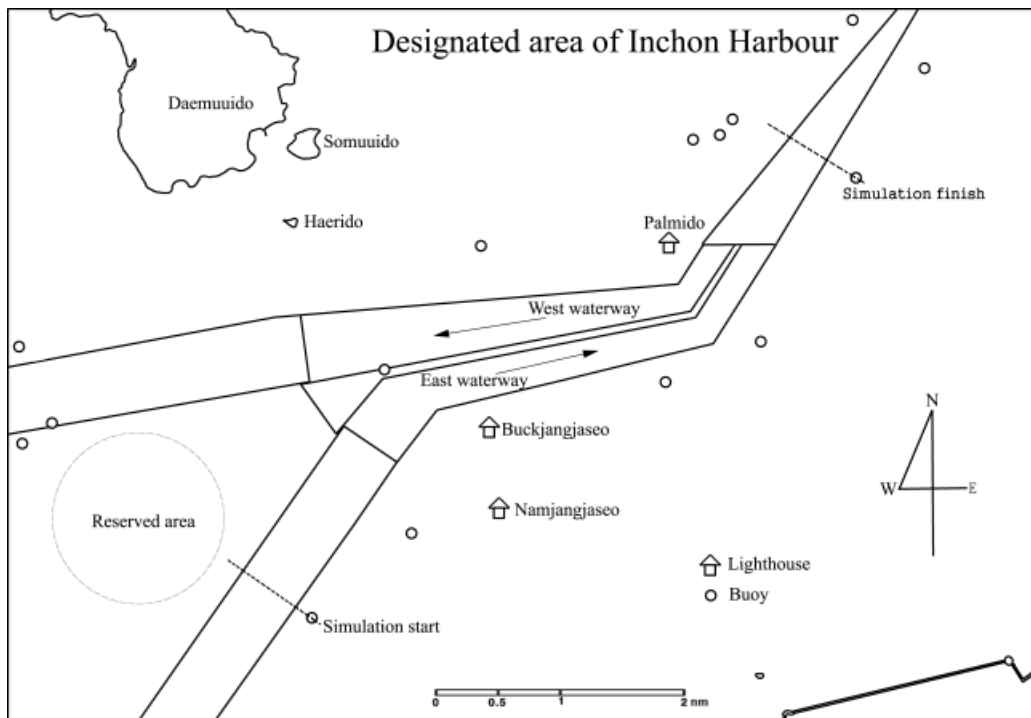 Designated area of Inchon Harbour
Daemuuido
Somuuido
Simulation finish
Haerido
Palmido
West waterway
East waterway
N
Buckjangjaseo
W
E
Namjangjaseo
Reserved area
Lighthouse
Buoy
Simulation start
0
0.5
1
2 nm